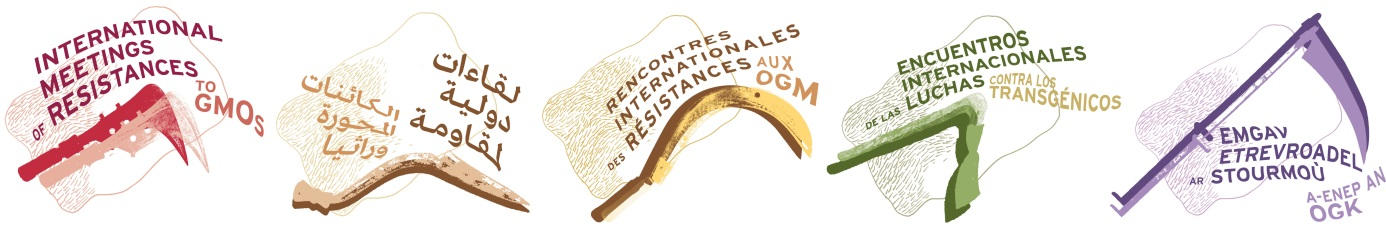 INTERNATIONAL
MEETINGS
OF RESISTANCES
TO
GMOs
لقاءات
دولية
لمقاومة
الكائنات
المحورة
وراثيا
RENCONTRES
INTERNATIONALES
DES RÉSISTANCES
AUX
OGM
ENCUENTROS
INTERNACIONALES
DE LAS LUCHAS
CONTRA LOS
TRANSGÉNICOS
EMGAV
ETREVROADEL
AR STOURMOÙ
A-ENEP AN
OGK